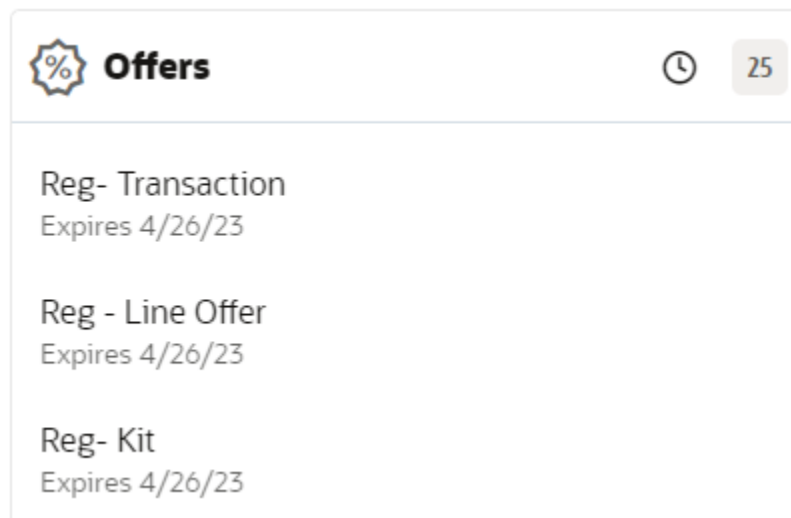 % Offers 25
Reg- Transaction
Expires 4/26/23
Reg - Line Offer
Expires 4/26/23
Reg- Kit
Expires 4/26/23